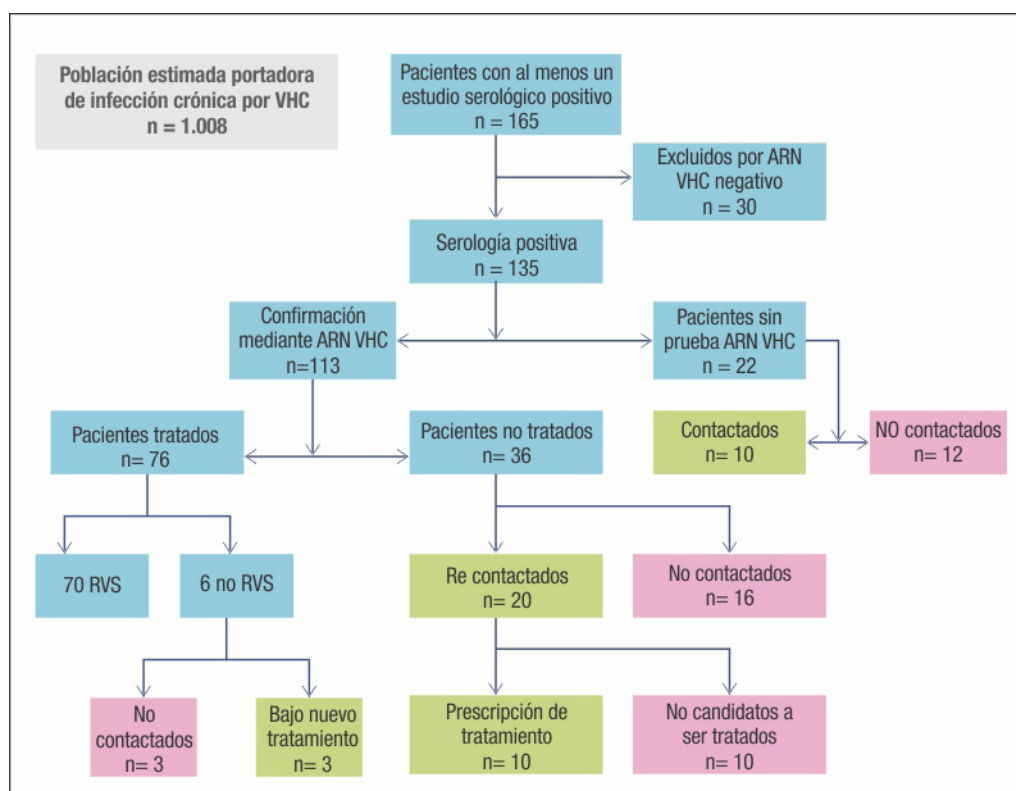 Población estimada portadora
de infección crónica por VHC
n = 1.008
Pacientes con al menos un
estudio serológico positivo
n = 165
Excluidos por ARN
VHC negativo
n = 30
Serología positiva
n = 135
Confirmación
mediante ARN VHC
n=113
Pacientes sin
prueba ARN VHC
n = 22
Pacientes tratados
n= 76
Pacientes no tratados
n= 36
Contactados
n= 10
NO contactados
n= 12
70 RVS
6 no RVS
Re contactados
n= 20
No contactados
n= 16
No
contactados
n= 3
Bajo nuevo
tratamiento
n= 3
Prescripción de
tratamiento
n= 10
No candidatos a
ser tratados
n= 10